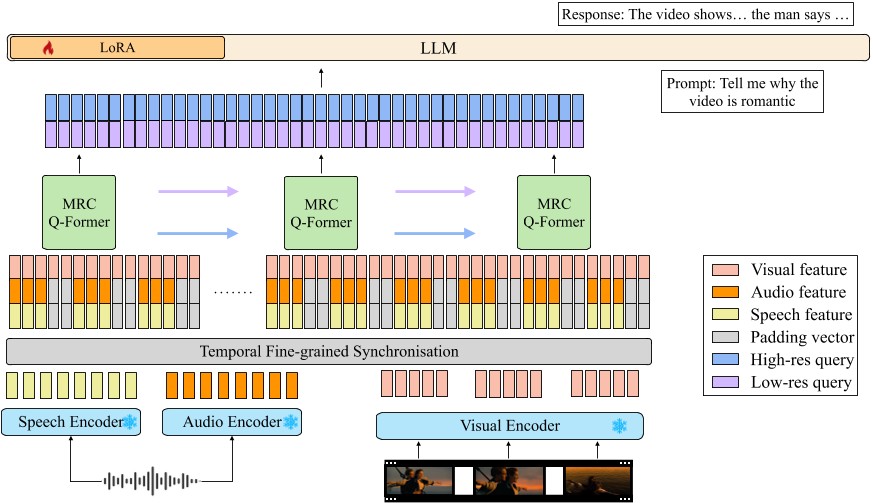 Response: The video shows… the man says …
LoRA
LLM
Prompt: Tell me why the
video is romantic
MRC
Q-Former
MRC
Q-Former
MRC
Q-Former
.......
Visual feature
Audio feature
Speech feature
Padding vector
High-res query
Low-res query
Temporal Fine-grained Synchronisation
Speech Encoder
Audio Encoder
Visual Encoder